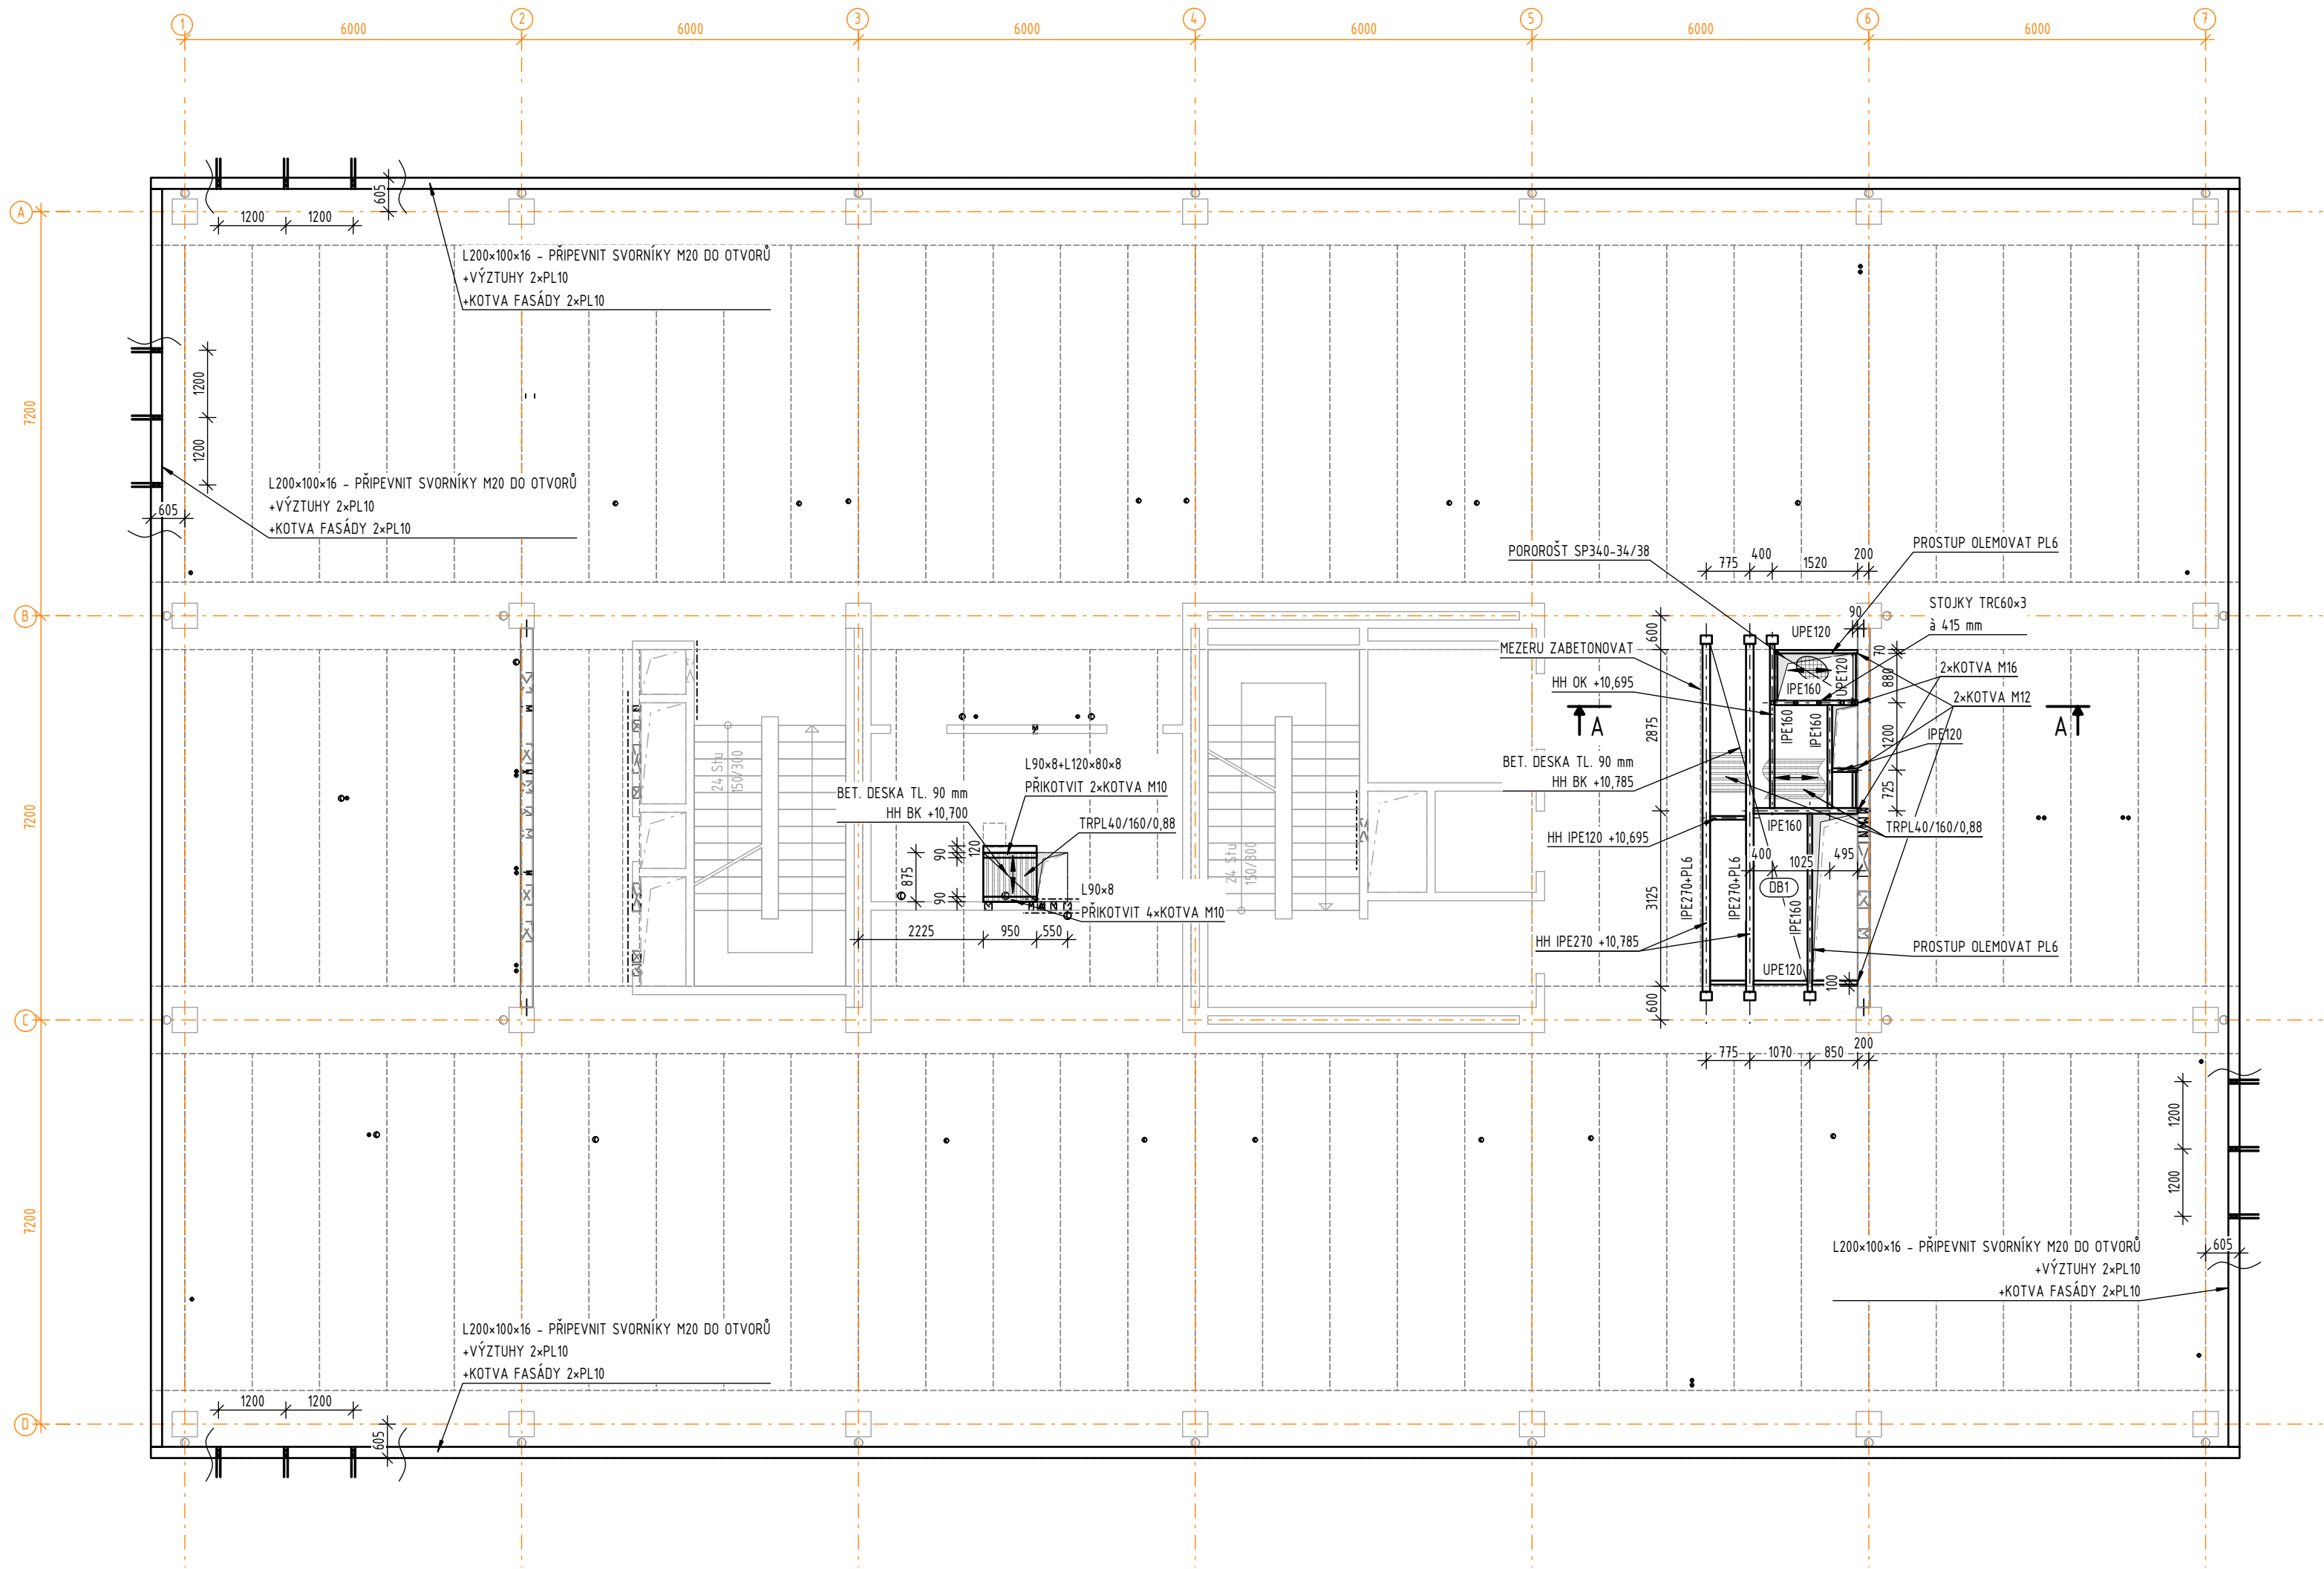 1 2 3 4 5 6 7
6000 6000 6000 6000 6000 6000
A
B
C
D
7200
7200
7200
1200 1200
605
L200×100×16 - PŘIPEVNIT SVORNÍKY M20 DO OTVORŮ
+VÝZTUHY 2×PL10
+KOTVA FASÁDY 2×PL10
1200
1200
605
L200×100×16 - PŘIPEVNIT SVORNÍKY M20 DO OTVORŮ
+VÝZTUHY 2×PL10
+KOTVA FASÁDY 2×PL10
24 Stu
150/300
BET. DESKA TL. 90 mm
HH BK +10,700
L90×8+L120×80×8
PŘIKOTVIT 2×KOTVA M10
TRPL40/160/0,88
L90×8
PŘIKOTVIT 4×KOTVA M10
120
90
875
90
2225 950 550
24 Stu
150/300
POROROŠT SP340-34/38
775 400 1520 200
PROSTUP OLEMOVAT PL6
STOJKY TRC60×3
à 415 mm
90
UPE120
600
MEZERU ZABETONOVAT
HH OK +10,695
70
880
2×KOTVA M16
2×KOTVA M12
IPE160
UPE120
A
A
2875
IPE160
IPE160
1200
IPE120
BET. DESKA TL. 90 mm
HH BK +10,785
725
IPE160
TRPL40/160/0,88
HH IPE120 +10,695
400 1025 495
DB1
IPE270+PL6
IPE270+PL6
IPE160
3125
HH IPE270 +10,785
PROSTUP OLEMOVAT PL6
UPE120
100
600
775 1070 850 200
1200
1200
605
L200×100×16 - PŘIPEVNIT SVORNÍKY M20 DO OTVORŮ
+VÝZTUHY 2×PL10
+KOTVA FASÁDY 2×PL10
L200×100×16 - PŘIPEVNIT SVORNÍKY M20 DO OTVORŮ
+VÝZTUHY 2×PL10
+KOTVA FASÁDY 2×PL10
1200 1200
605